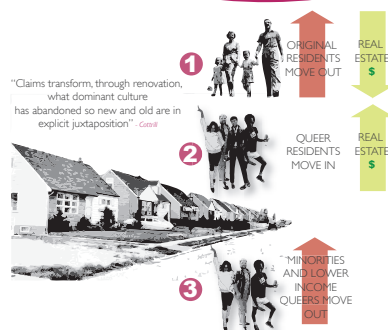 1
ORIGINAL
RESIDENTS
MOVE OUT
REAL
ESTATE
$
"Claims transform, through renovation,
what dominant culture
has abandoned so new and old are in
explicit juxtaposition" -
2
QUEER
RESIDENTS
MOVE IN
REAL
ESTATE
$
3
"MINORITIES
AND LOWER
INCOME
QUEERS MOVE
OUT